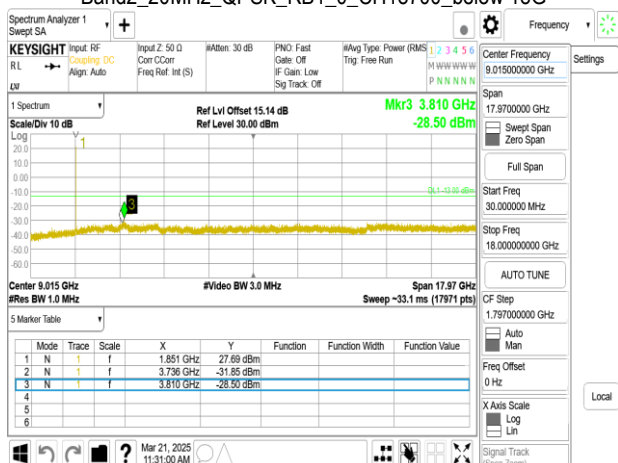 Spectrum Analyzer 1
Swept SA
Frequency
Settings
KEYSIGHT
Input: RF
Coupling: DC
Align: Auto
Input Z: 50 Ω
Corr CCorr
Freq Ref: Int (S)
#Atten: 30 dB
PNO: Fast
Gate: Off
IF Gain: Low
Sig Track: Off
#Avg Type: Power (RMS
Trig: Free Run
1 2 3 4 5 6
M W W W W W
P N N N N N
RL
LXI
Center Frequency
9.015000000 GHz
Span
17.9700000 GHz
Swept Span
Zero Span
Full Span
Start Freq
30.000000 MHz
Stop Freq
18.000000000 GHz
AUTO TUNE
CF Step
1.797000000 GHz
Auto
Man
Freq Offset
0 Hz
X Axis Scale
Log
Lin
Signal Track
Local
1 Spectrum
Scale/Div 10 dB
Ref Lvl Offset 15.14 dB
Ref Level 30.00 dBm
Mkr3 3.810 GHz
-28.50 dBm
Log
1
20.0
10.0
0.00
-10.0
DL1 -13.00 dBm
3
-20.0
-30.0
-40.0
-50.0
-60.0
Center 9.015 GHz
#Video BW 3.0 MHz
Span 17.97 GHz
#Res BW 1.0 MHz
Sweep ~33.1 ms (17971 pts)
5 Marker Table
Mode Trace Scale X Y Function Function Width Function Value
1 N 1 f 1.851 GHz 27.69 dBm
2 N 1 f 3.736 GHz -31.85 dBm
3 N 1 f 3.810 GHz -28.50 dBm
4
5
6
Mar 21, 2025
11:31:00 AM